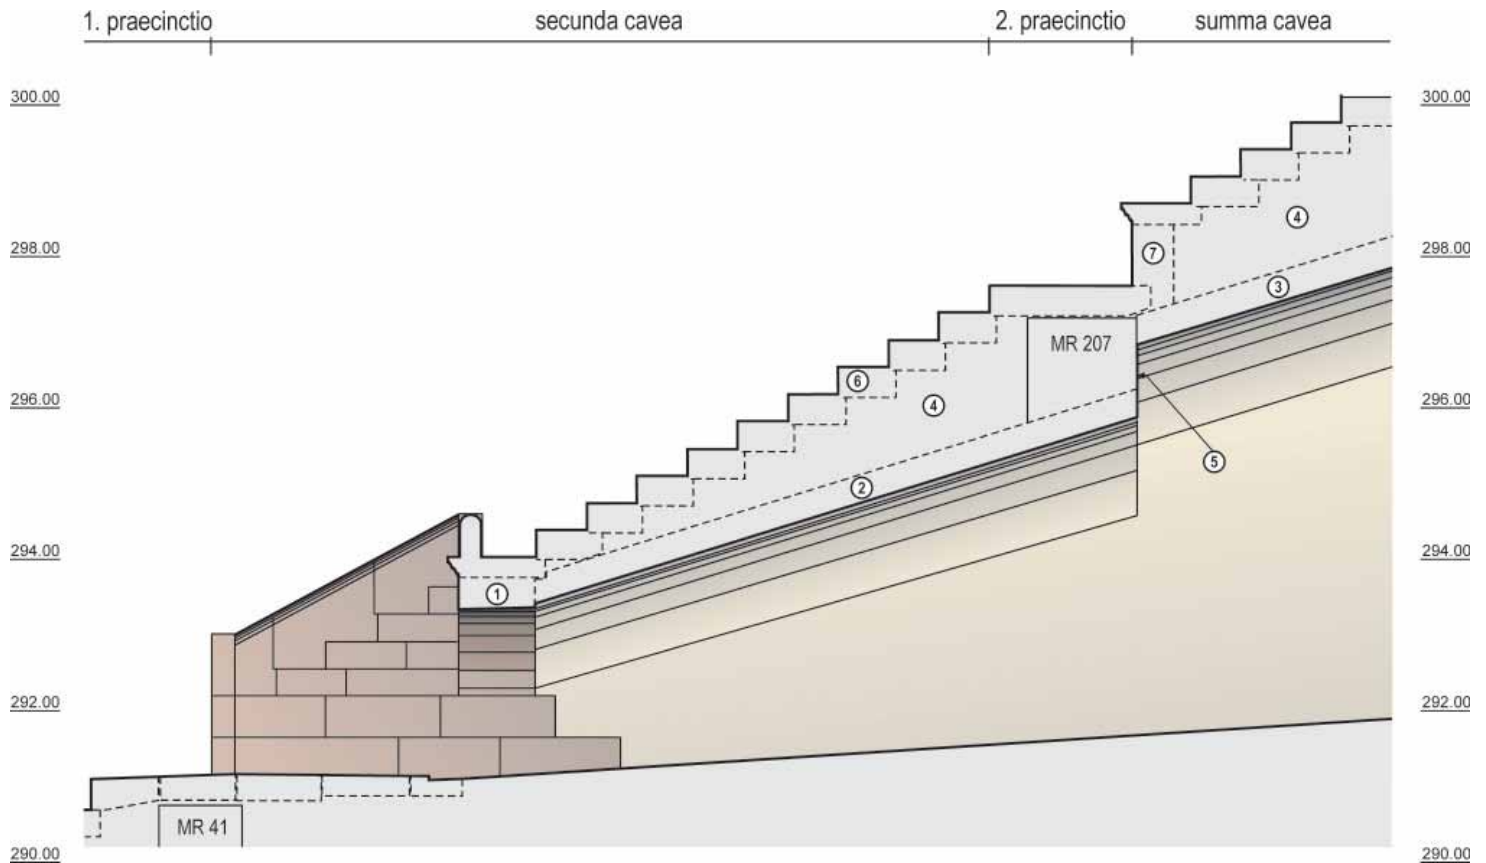 1. praecinctio secunda cavea 2. praecinctio summa cavea
300.00 300.00
4
298.00 7 298.00
3
MR 207
6
296.00 4 296.00
5
2
294.00 294.00
1
292.00 292.00
MR 41
290.00 290.00